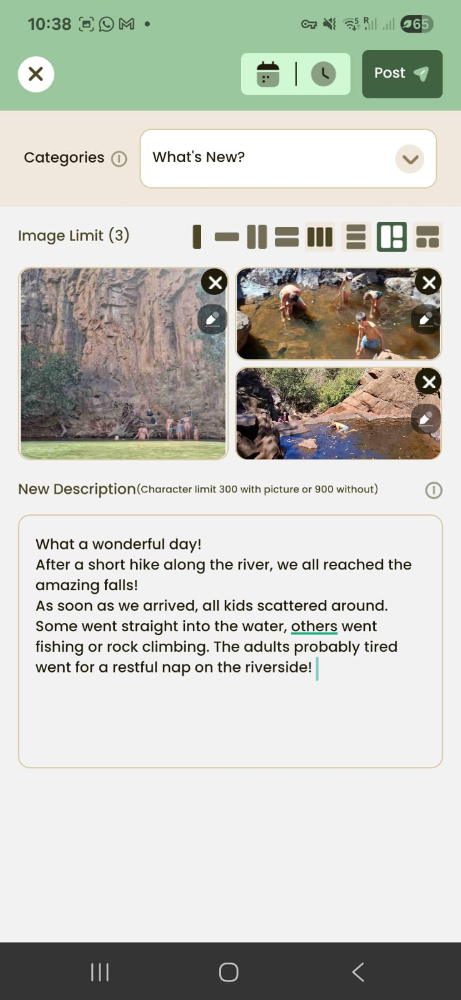 10:38
5
R
65
Post
Categories
What's New?
Image Limit (3)
New Description(Character limit 300 with picture or 900 without)
What a wonderful day!
After a short hike along the river, we all reached the
amazing falls!
As soon as we arrived, all kids scattered around.
Some went straight into the water, others went
fishing or rock climbing. The adults probably tired
went for a restful nap on the riverside!